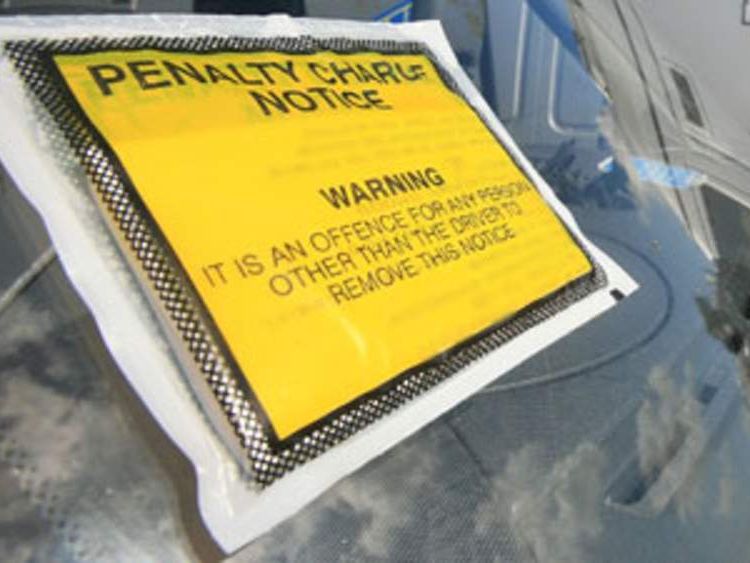 PENALTY CHARGE
NOTICE
WARNING
IT IS AN OFFENCE FOR ANY PERSON
OTHER THAN THE DRIVER TO
REMOVE THIS NOTICE